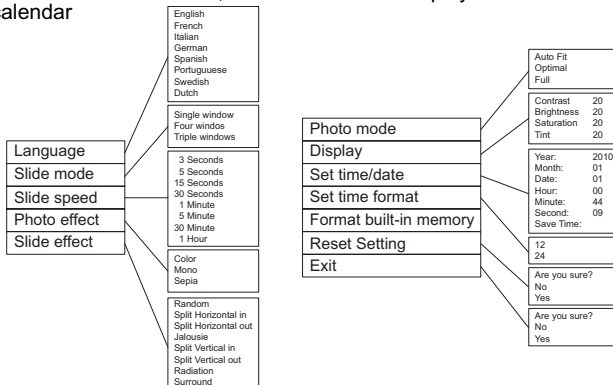 calendar
English
French
Italian
German
Spanish
Portuguuese
Swedish
Dutch
Single window
Four windos
Triple windows
3 Seconds
5 Seconds
15 Seconds
30 Seconds
1 Minute
5 Minute
30 Minute
1 Hour
Color
Mono
Sepia
Random
Split Horizontal in
Split Horizontal out
Jalousie
Split Vertical in
Split Vertical out
Radiation
Surround
Language
Slide mode
Slide speed
Photo effect
Slide effect
Photo mode
Display
Set time/date
Set time format
Format built-in memory
Reset Setting
Exit
Auto Fit
Optimal
Full
Contrast 20
Brightness 20
Saturation 20
Tint 20
Year: 2010
Month: 01
Date: 01
Hour: 00
Minute: 44
Second: 09
Save Time:
12
24
Are you sure?
No
Yes
Are you sure?
No
Yes